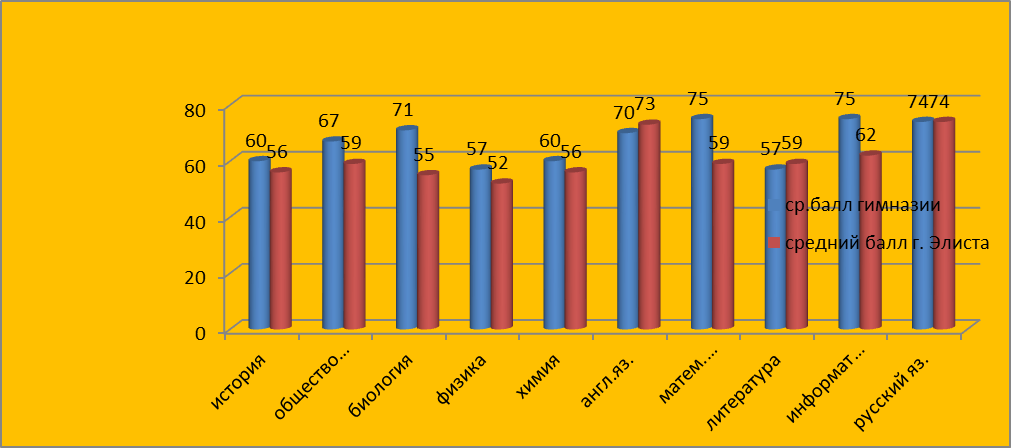 80
60
40
20
0
60 56
67 59
71 55
57 52
60 56
70 73
75 59
57 59
75 62
74 74
история
общество...
биология
физика
химия
англ.яз.
матем....
литература
информат...
русский яз.
ср.балл гимназии
средний балл г. Элиста